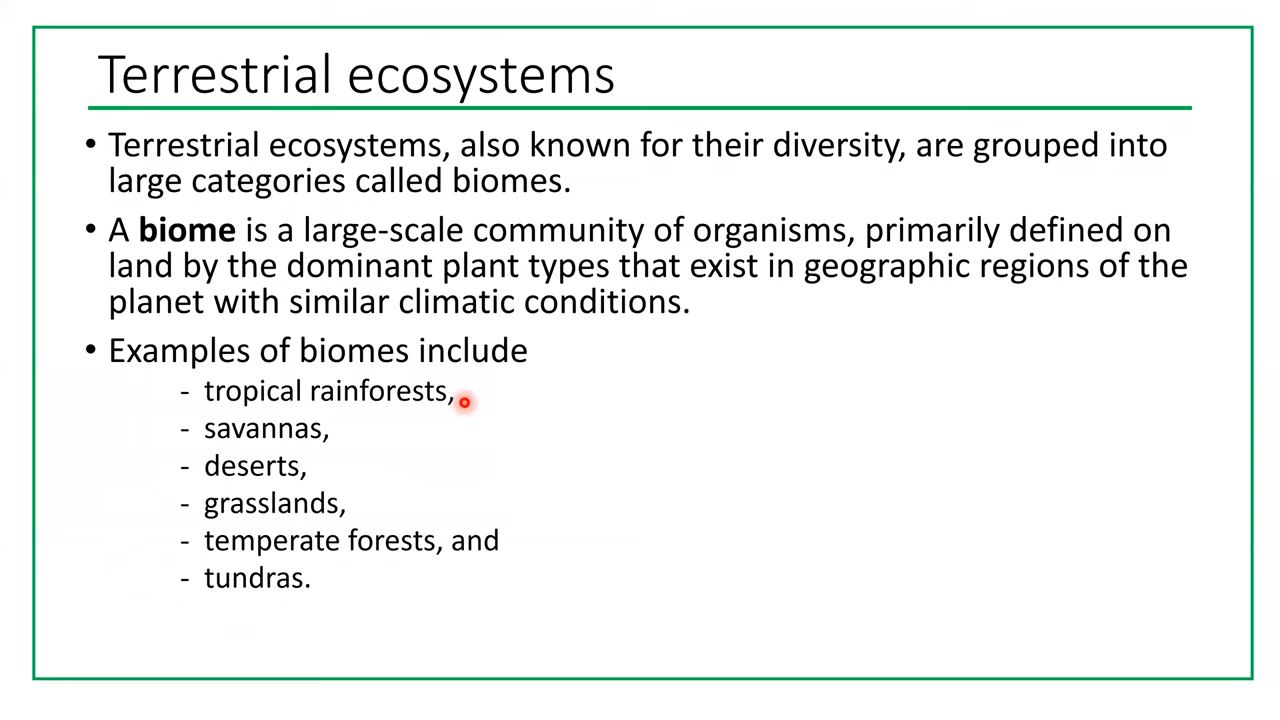 Terrestrial ecosystems
• Terrestrial ecosystems, also known for their diversity, are grouped into
large categories called biomes.
• A biome is a large-scale community of organisms, primarily defined on
land by the dominant plant types that exist in geographic regions of the
planet with similar climatic conditions.
• Examples of biomes include
- tropical rainforests,
- savannas,
- deserts,
- grasslands,
- temperate forests, and
- tundras.